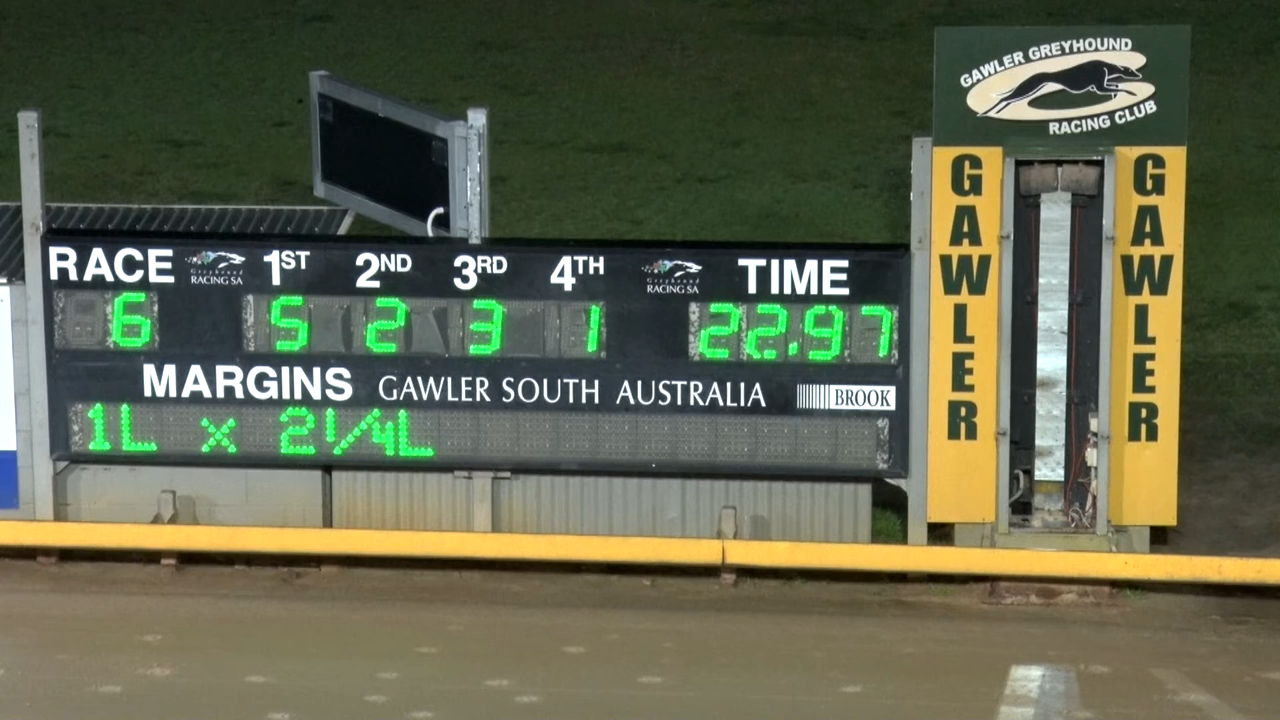 GAWLER GREYHOUND
RACING CLUB
GAWLER
GAWLER
RACE
Greyhound
RACING SA
1ST
2ND
3RD
4TH
Greyhound
RACING SA
TIME
6
5
2
3
1
22.97
MARGINS
GAWLER SOUTH AUSTRALIA
BROOK
1L x 2 1/4L